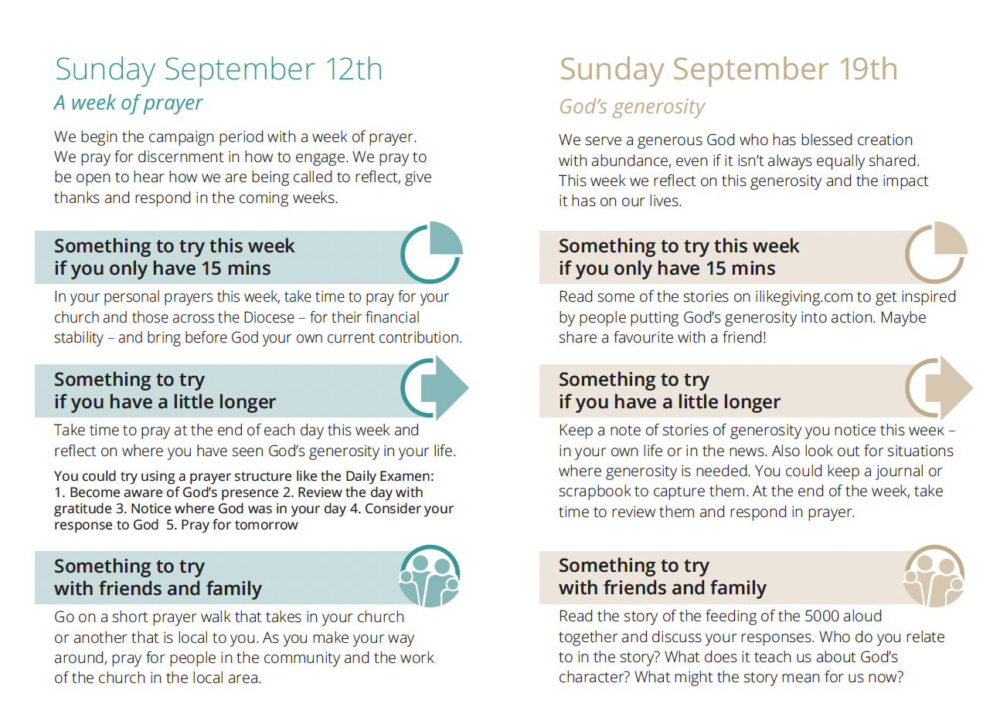 Sunday September 12th
A week of prayer
We begin the campaign period with a week of prayer.
We pray for discernment in how to engage. We pray to
be open to hear how we are being called to reflect, give
thanks and respond in the coming weeks.
Something to try this week
if you only have 15 mins
In your personal prayers this week, take time to pray for your
church and those across the Diocese – for their financial
stability – and bring before God your own current contribution.
Something to try
if you have a little longer
Take time to pray at the end of each day this week and
reflect on where you have seen God’s generosity in your life.
You could try using a prayer structure like the Daily Examen:
1. Become aware of God’s presence 2. Review the day with
gratitude 3. Notice where God was in your day 4. Consider your
response to God 5. Pray for tomorrow
Something to try
with friends and family
Go on a short prayer walk that takes in your church
or another that is local to you. As you make your way
around, pray for people in the community and the work
of the church in the local area.
Sunday September 19th
God’s generosity
We serve a generous God who has blessed creation
with abundance, even if it isn’t always equally shared.
This week we reflect on this generosity and the impact
it has on our lives.
Something to try this week
if you only have 15 mins
Read some of the stories on ilikegiving.com to get inspired
by people putting God’s generosity into action. Maybe
share a favourite with a friend!
Something to try
if you have a little longer
Keep a note of stories of generosity you notice this week –
in your own life or in the news. Also look out for situations
where generosity is needed. You could keep a journal or
scrapbook to capture them. At the end of the week, take
time to review them and respond in prayer.
Something to try
with friends and family
Read the story of the feeding of the 5000 aloud
together and discuss your responses. Who do you relate
to in the story? What does it teach us about God’s
character? What might the story mean for us now?